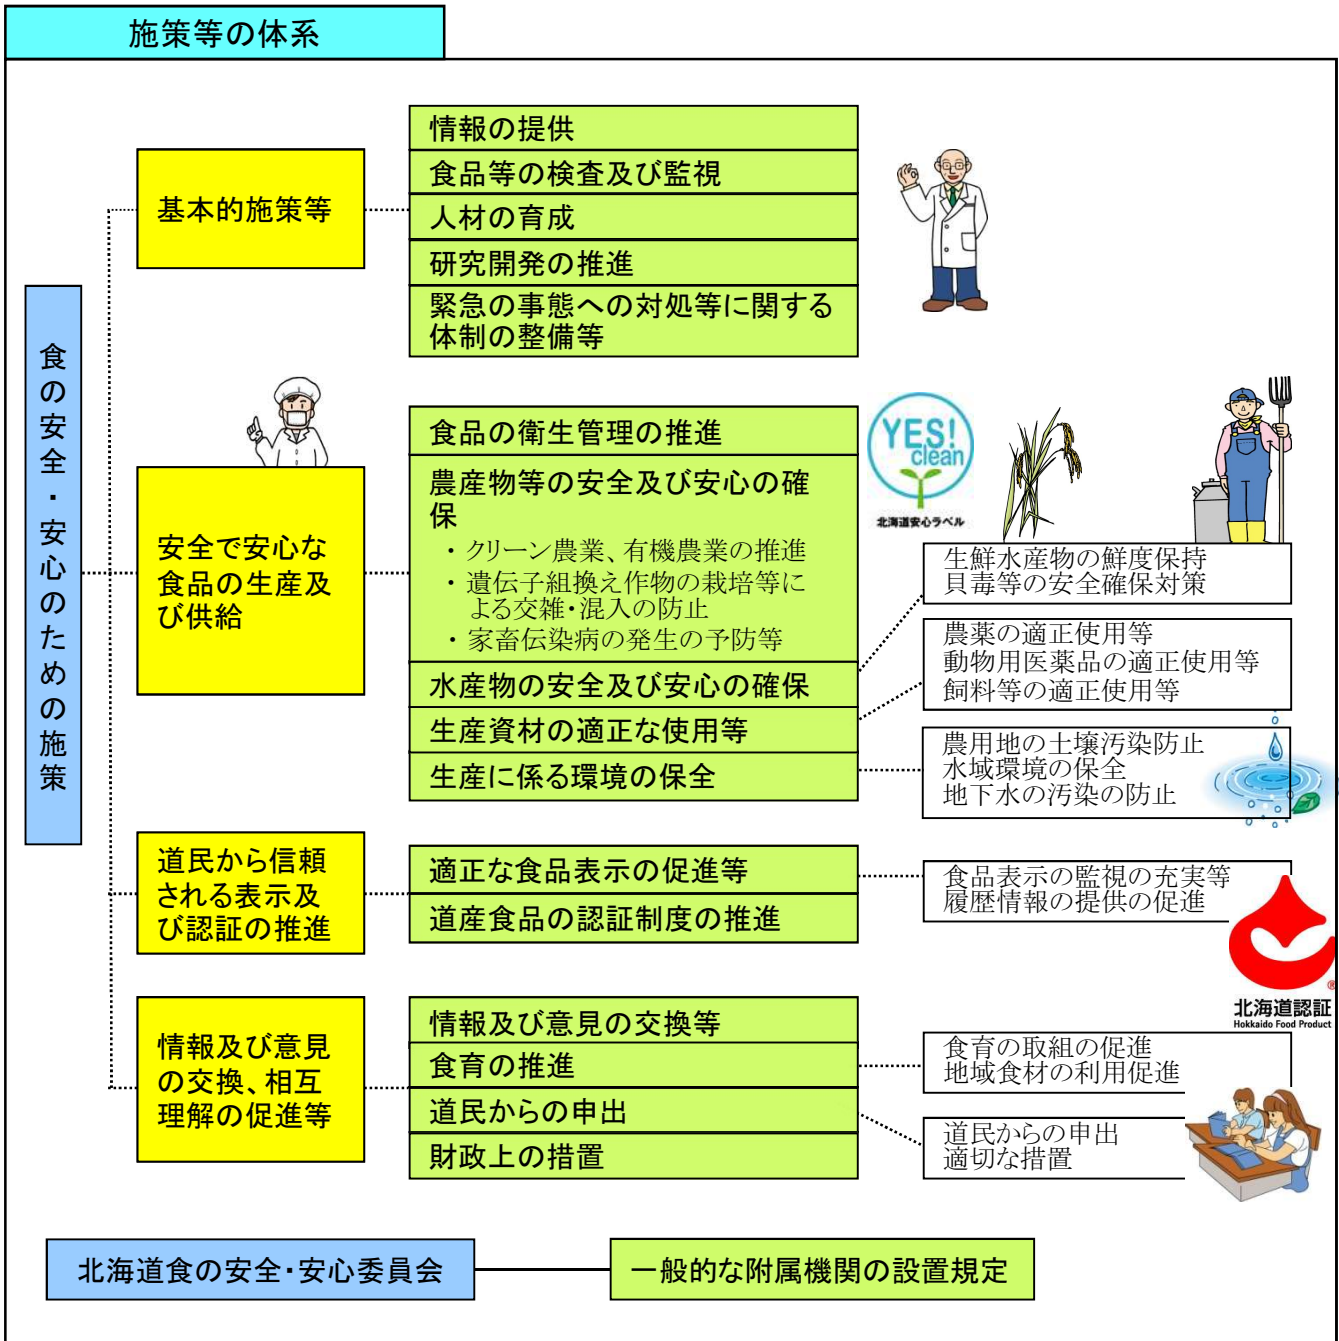 施策等の体系
食の安全・安心のための施策
基本的施策等
情報の提供
食品等の検査及び監視
人材の育成
研究開発の推進
緊急の事態への対処等に関する
体制の整備等
安全で安心な
食品の生産及
び供給
食品の衛生管理の推進
農産物等の安全及び安心の確
保
・クリーン農業、有機農業の推進
・遺伝子組換え作物の栽培等に
よる交雑・混入の防止
・家畜伝染病の発生の予防等
水産物の安全及び安心の確保
生産資材の適正な使用等
生産に係る環境の保全
YES!
clean
北海道安心ラベル
生鮮水産物の鮮度保持
貝毒等の安全確保対策
農薬の適正使用等
動物用医薬品の適正使用等
飼料等の適正使用等
農用地の土壌汚染防止
水域環境の保全
地下水の汚染の防止
道民から信頼
される表示及
び認証の推進
適正な食品表示の促進等
道産食品の認証制度の推進
食品表示の監視の充実等
履歴情報の提供の促進
®
北海道認証
Hokkaido Food Product
情報及び意見
の交換、相互
理解の促進等
情報及び意見の交換等
食育の推進
道民からの申出
財政上の措置
食育の取組の促進
地域食材の利用促進
道民からの申出
適切な措置
北海道食の安全・安心委員会
一般的な附属機関の設置規定